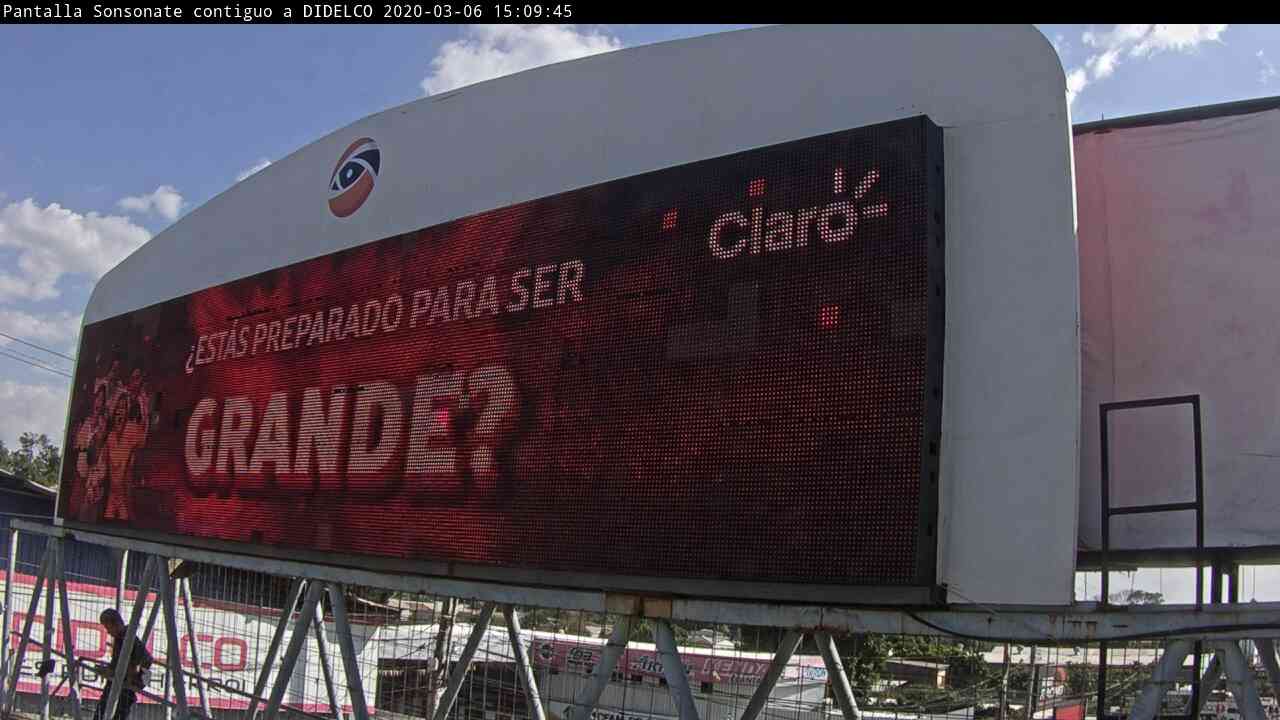 Pantalla Sonsonate contiguo a DIDELCO 2020-03-06 15:09:45
Claro
¿ESTÁS PREPARADO PARA SER
GRANDE?